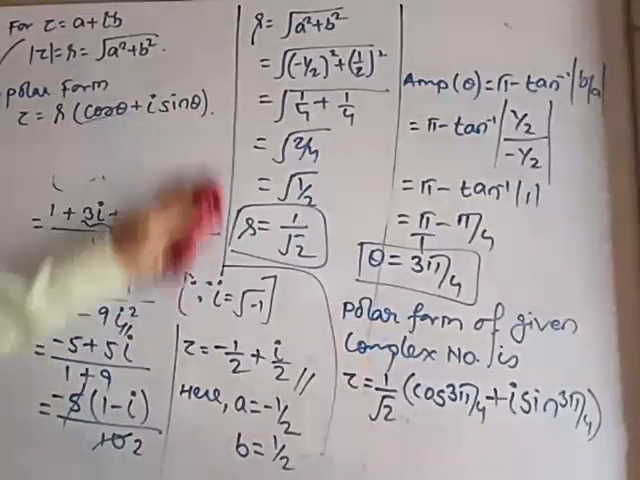 For z = a+ib
|z| = r = √a²+b².
polar form
z = r(cosθ + i sinθ).
= 1 + 3i
- 9i²
= -5+5i / 1+9
= -5(1-i) / 10 2
r = √a²+b²
= √(-1/2)²+(1/2)²
= √1/4 + 1/4
= √2/4
= √1/2
r = 1/√2
[∵ i = √-1]
z = -1/2 + i/2 //
Here, a = -1/2
b = 1/2
Amp(θ) = π - tan⁻¹|b/a|
= π - tan⁻¹|1/2 / -1/2|
= π - tan⁻¹|1|
= π/1 - π/4
θ = 3π/4
Polar form of given
Complex No. is
z = 1/√2 (cos 3π/4 + i sin 3π/4)